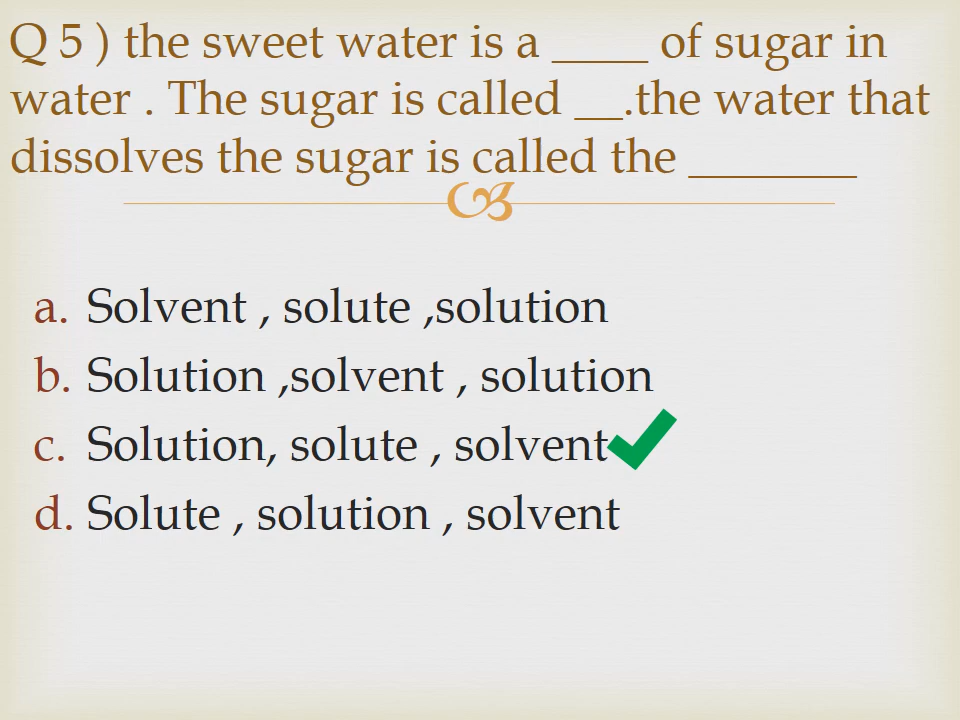 Q 5 ) the sweet water is a ____ of sugar in
water . The sugar is called __.the water that
dissolves the sugar is called the _______
a. Solvent , solute ,solution
b. Solution ,solvent , solution
c. Solution, solute , solvent
d. Solute , solution , solvent